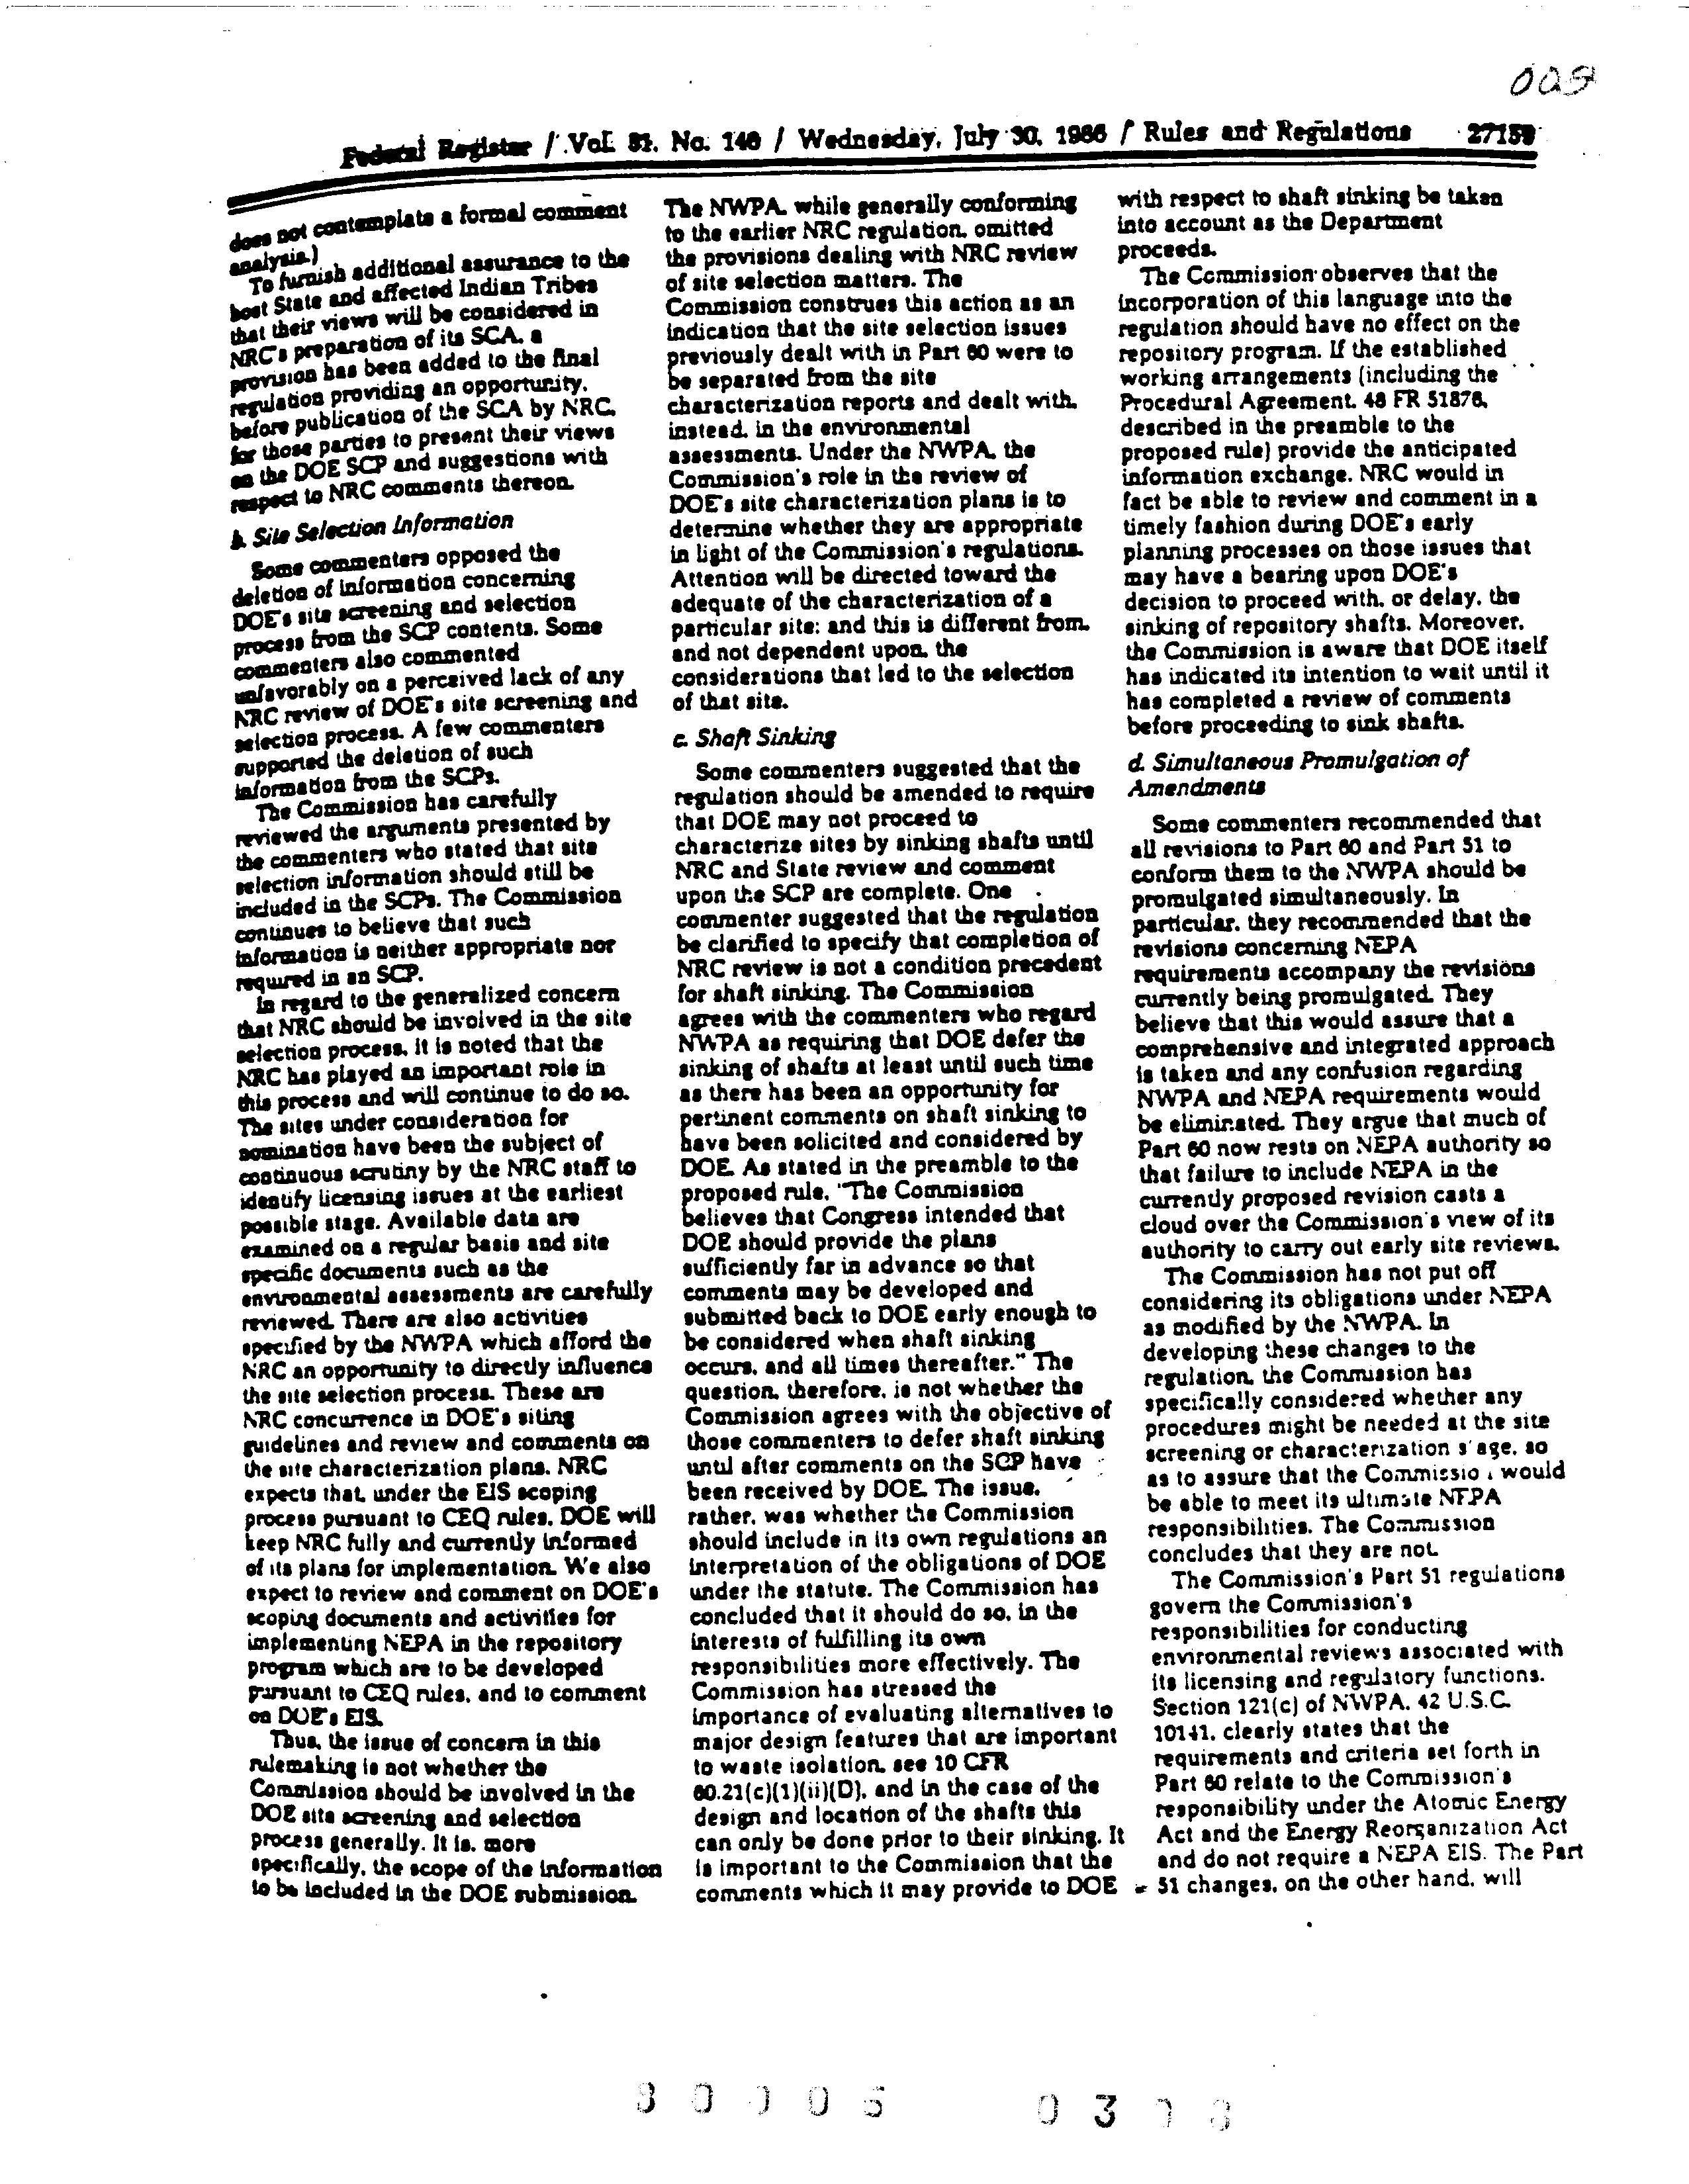 Federal Register / Vol. 51. No. 146 / Wednesday, July 30, 1986 / Rules and Regulations 27159
does not contemplate a formal comment
analysis.)
To furnish additional assurance to the
host State and affected Indian Tribes
that their views will be considered in
NRC's preparation of its SCA, a
provision has been added to the final
regulation providing an opportunity,
before publication of the SCA by NRC,
for those parties to present their views
on the DOE SCP and suggestions with
respect to NRC comments thereon.
b. Site Selection Information
Some commenters opposed the
deletion of information concerning
DOE's site screening and selection
process from the SCP contents. Some
commenters also commented
unfavorably on a perceived lack of any
NRC review of DOE's site screening and
selection process. A few commenters
supported the deletion of such
information from the SCPs.
The Commission has carefully
reviewed the arguments presented by
the commenters who stated that site
selection information should still be
included in the SCPs. The Commission
continues to believe that such
information is neither appropriate nor
required in an SCP.
In regard to the generalized concern
that NRC should be involved in the site
selection process, it is noted that the
NRC has played an important role in
this process and will continue to do so.
The sites under consideration for
nomination have been the subject of
continuous scrutiny by the NRC staff to
identify licensing issues at the earliest
possible stage. Available data are
examined on a regular basis and site
specific documents such as the
environmental assessments are carefully
reviewed. There are also activities
specified by the NWPA which afford the
NRC an opportunity to directly influence
the site selection process. These are
NRC concurrence in DOE's siting
guidelines and review and comments on
the site characterization plans. NRC
expects that, under the EIS scoping
process pursuant to CEQ rules, DOE will
keep NRC fully and currently informed
of its plans for implementation. We also
expect to review and comment on DOE's
scoping documents and activities for
implementing NEPA in the repository
program which are to be developed
pursuant to CEQ rules, and to comment
on DOE's EIS.
Thus, the issue of concern in this
rulemaking is not whether the
Commission should be involved in the
DOE site screening and selection
process generally. It is, more
specifically, the scope of the information
to be included in the DOE submission.
The NWPA, while generally conforming
to the earlier NRC regulation, omitted
the provisions dealing with NRC review
of site selection matters. The
Commission construes this action as an
indication that the site selection issues
previously dealt with in Part 60 were to
be separated from the site
characterization reports and dealt with,
instead, in the environmental
assessments. Under the NWPA, the
Commission's role in the review of
DOE's site characterization plans is to
determine whether they are appropriate
in light of the Commission's regulations.
Attention will be directed toward the
adequate of the characterization of a
particular site; and this is different from,
and not dependent upon, the
considerations that led to the selection
of that site.
c. Shaft Sinking
Some commenters suggested that the
regulation should be amended to require
that DOE may not proceed to
characterize sites by sinking shafts until
NRC and State review and comment
upon the SCP are complete. One
commenter suggested that the regulation
be clarified to specify that completion of
NRC review is not a condition precedent
for shaft sinking. The Commission
agrees with the commenters who regard
NWPA as requiring that DOE defer the
sinking of shafts at least until such time
as there has been an opportunity for
pertinent comments on shaft sinking to
have been solicited and considered by
DOE. As stated in the preamble to the
proposed rule, "The Commission
believes that Congress intended that
DOE should provide the plans
sufficiently far in advance so that
comments may be developed and
submitted back to DOE early enough to
be considered when shaft sinking
occurs, and all times thereafter." The
question, therefore, is not whether the
Commission agrees with the objective of
those commenters to defer shaft sinking
until after comments on the SCP have
been received by DOE. The issue,
rather, was whether the Commission
should include in its own regulations an
interpretation of the obligations of DOE
under the statute. The Commission has
concluded that it should do so, in the
interests of fulfilling its own
responsibilities more effectively. The
Commission has stressed the
importance of evaluating alternatives to
major design features that are important
to waste isolation, see 10 CFR
60.21(c)(1)(ii)(D), and in the case of the
design and location of the shafts this
can only be done prior to their sinking. It
is important to the Commission that the
comments which it may provide to DOE
with respect to shaft sinking be taken
into account as the Department
proceeds.
The Commission observes that the
incorporation of this language into the
regulation should have no effect on the
repository program. If the established
working arrangements (including the
Procedural Agreement, 48 FR 51876,
described in the preamble to the
proposed rule) provide the anticipated
information exchange, NRC would in
fact be able to review and comment in a
timely fashion during DOE's early
planning processes on those issues that
may have a bearing upon DOE's
decision to proceed with, or delay, the
sinking of repository shafts. Moreover,
the Commission is aware that DOE itself
has indicated its intention to wait until it
has completed a review of comments
before proceeding to sink shafts.
d. Simultaneous Promulgation of
Amendments
Some commenters recommended that
all revisions to Part 60 and Part 51 to
conform them to the NWPA should be
promulgated simultaneously. In
particular, they recommended that the
revisions concerning NEPA
requirements accompany the revisions
currently being promulgated. They
believe that this would assure that a
comprehensive and integrated approach
is taken and any confusion regarding
NWPA and NEPA requirements would
be eliminated. They argue that much of
Part 60 now rests on NEPA authority so
that failure to include NEPA in the
currently proposed revision casts a
cloud over the Commission's view of its
authority to carry out early site reviews.
The Commission has not put off
considering its obligations under NEPA
as modified by the NWPA. In
developing these changes to the
regulation, the Commission has
specifically considered whether any
procedures might be needed at the site
screening or characterization stage, so
as to assure that the Commission would
be able to meet its ultimate NEPA
responsibilities. The Commission
concludes that they are not.
The Commission's Part 51 regulations
govern the Commission's
responsibilities for conducting
environmental reviews associated with
its licensing and regulatory functions.
Section 121(c) of NWPA, 42 U.S.C.
10141, clearly states that the
requirements and criteria set forth in
Part 60 relate to the Commission's
responsibility under the Atomic Energy
Act and the Energy Reorganization Act
and do not require a NEPA EIS. The Part
51 changes, on the other hand, will